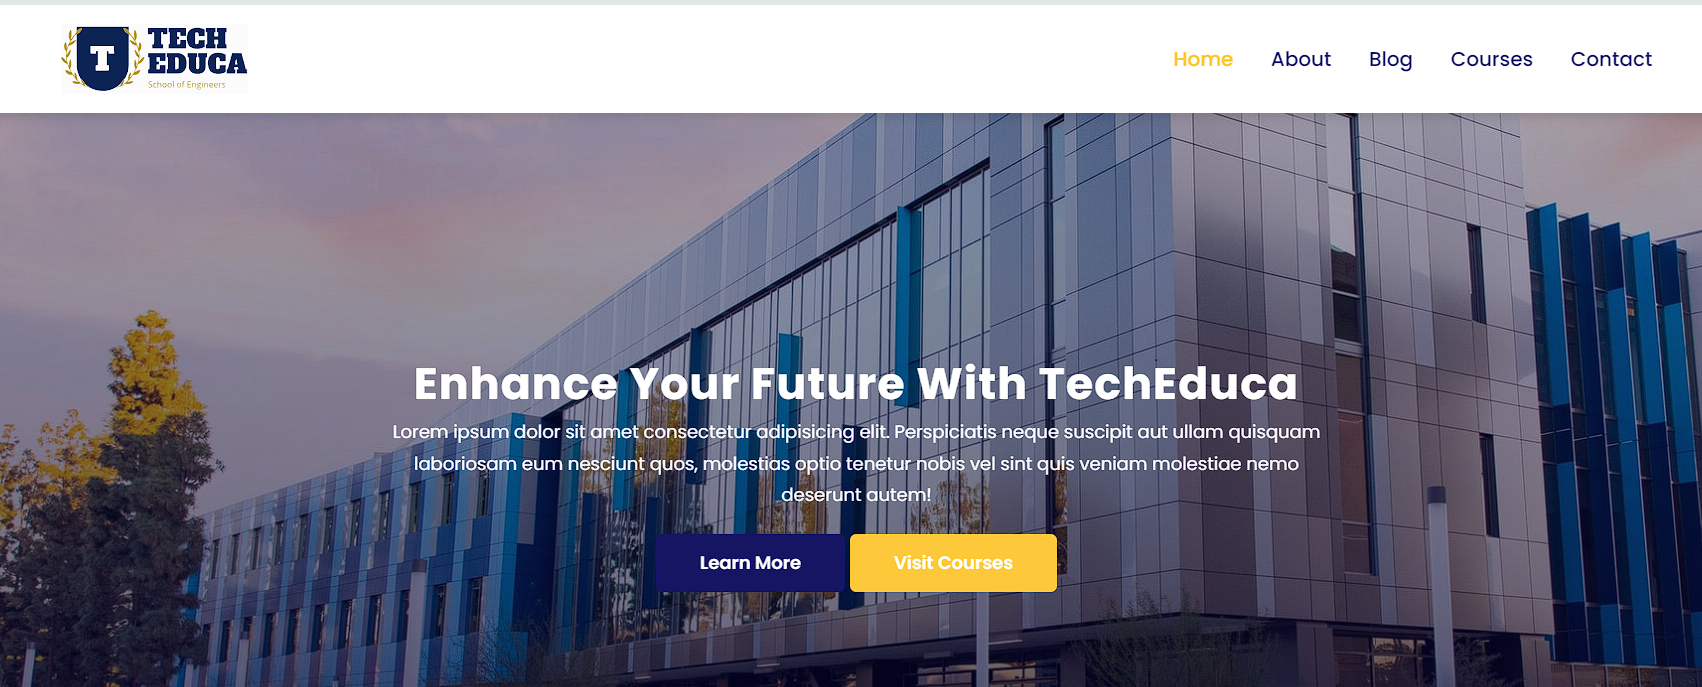 T
TECH
EDUCA
School of Engineers
Home About Blog Courses Contact
Enhance Your Future With TechEduca
Lorem ipsum dolor sit amet consectetur adipisicing elit. Perspiciatis neque suscipit aut ullam quisquam
laboriosam eum nesciunt quos, molestias optio tenetur nobis vel sint quis veniam molestiae nemo
deserunt autem!
Learn More Visit Courses